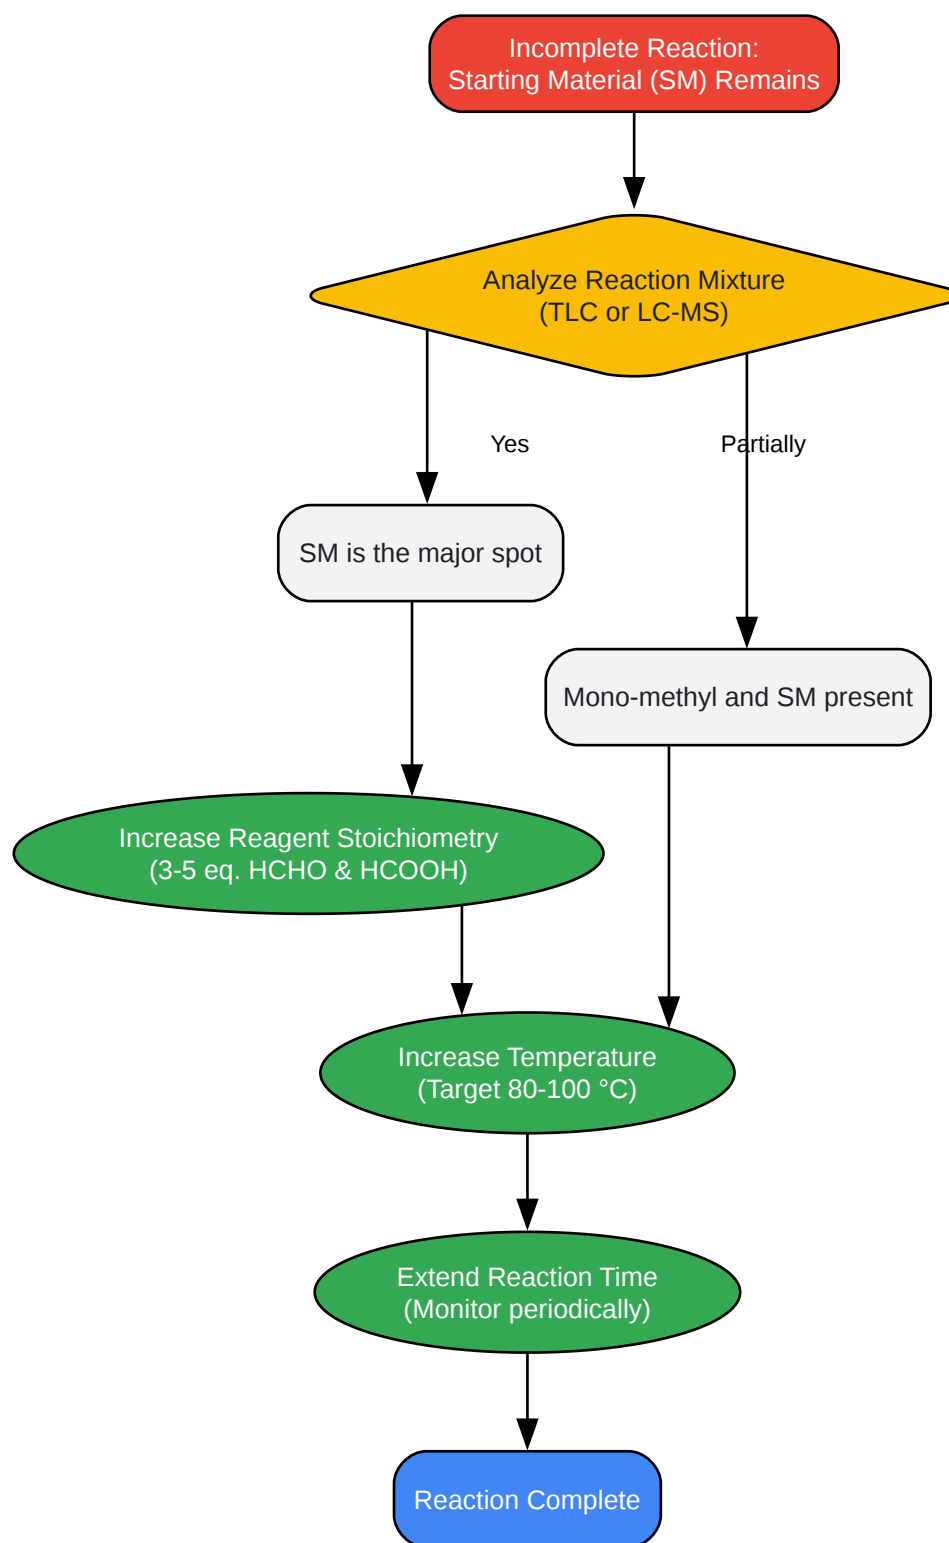 Incomplete Reaction:
Starting Material (SM) Remains
Analyze Reaction Mixture
(TLC or LC-MS)
Yes
Partially
SM is the major spot
Mono-methyl and SM present
Increase Reagent Stoichiometry
(3-5 eq. HCHO & HCOOH)
Increase Temperature
(Target 80-100 °C)
Extend Reaction Time
(Monitor periodically)
Reaction Complete